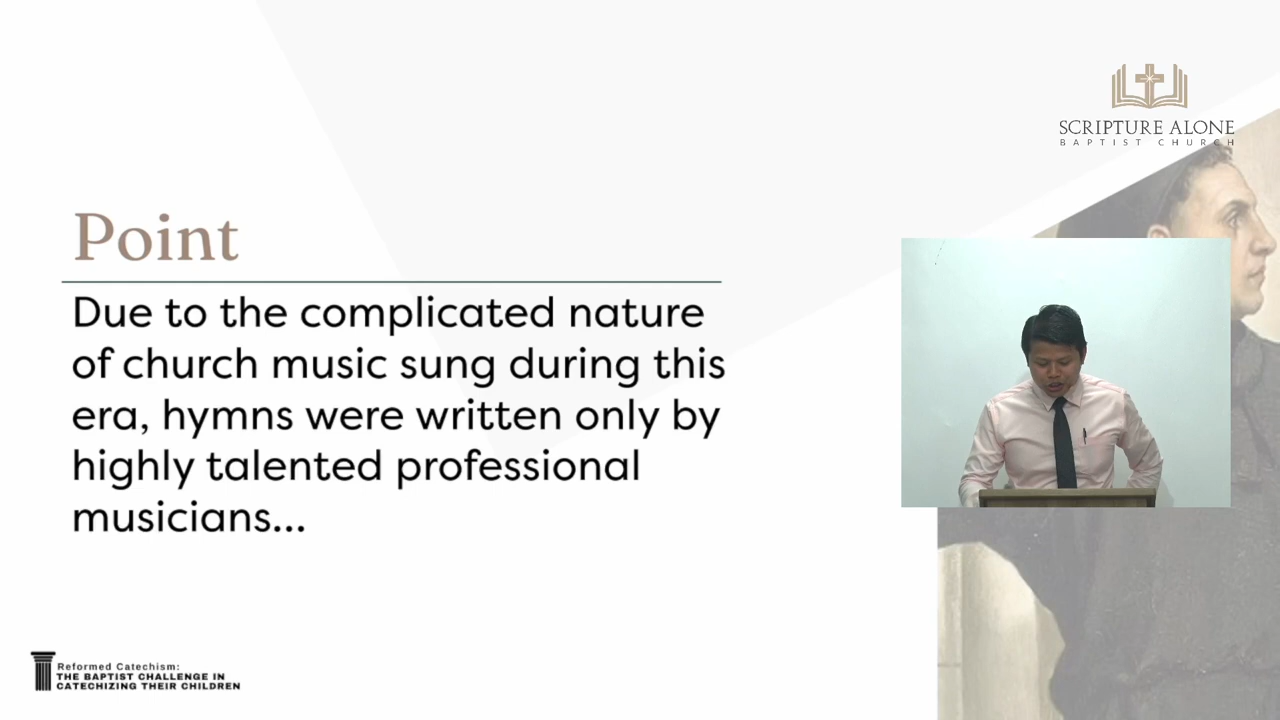 SCRIPTURE ALONE
BAPTIST CHURCH
Point
Due to the complicated nature
of church music sung during this
era, hymns were written only by
highly talented professional
musicians...
Reformed Catechism:
THE BAPTIST CHALLENGE IN
CATECHIZING THEIR CHILDREN